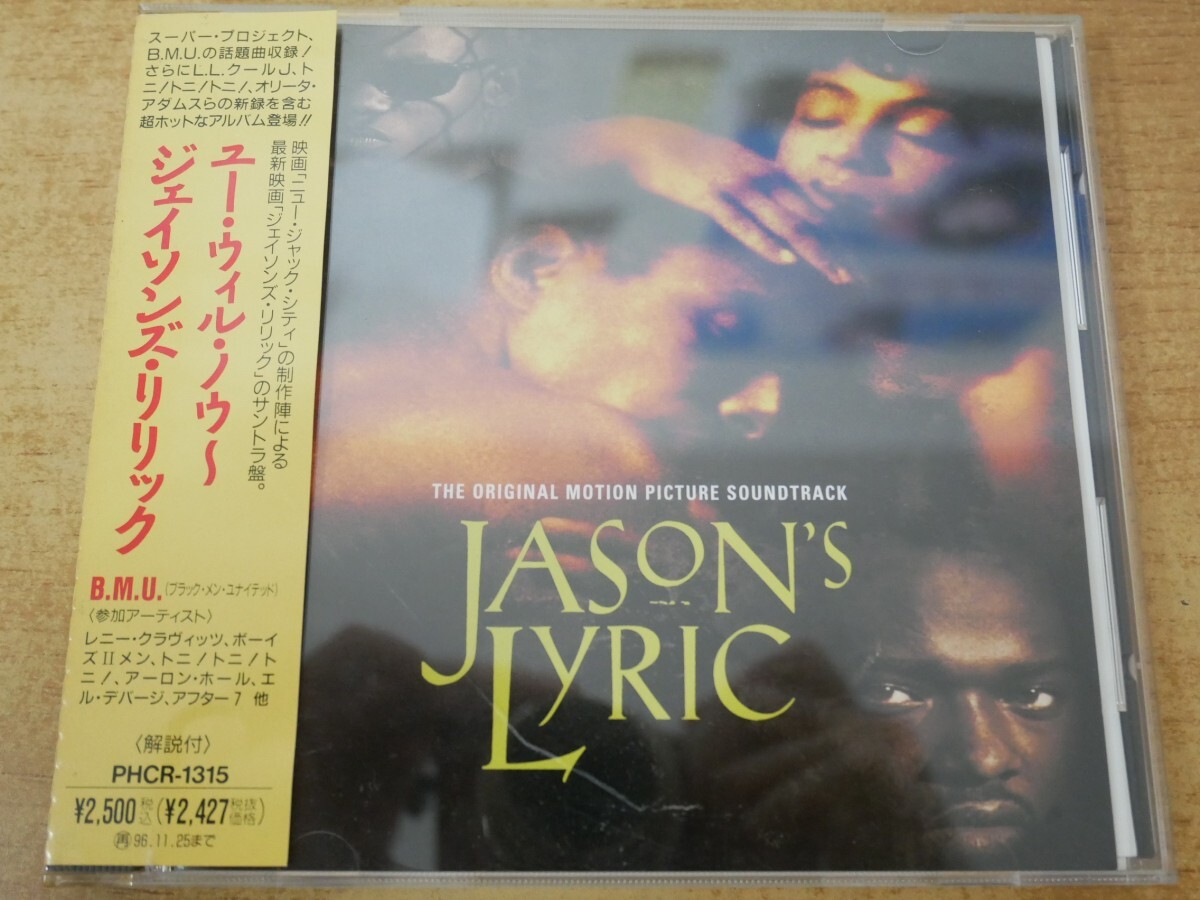 スーパー・プロジェクト、
B.M.U.の話題曲収録!
さらにL.L.クールJ、ト
ニ!トニ!トニ!、オリータ・
アダムスらの新録を含む
超ホットなアルバム登場!!
映画「ニュー・ジャック・シティ」の制作陣による
最新映画「ジェイソンズ・リリック」のサントラ盤。
ユー・ウィル・ノウ〜
ジェイソンズ・リリック
B.M.U.(ブラック・メン・ユナイテッド)
〈参加アーティスト〉
レニー・クラヴィッツ、ボーイ
ズIIメン、トニ!トニ!ト
ニ!、アーロン・ホール、エ
ル・デバージ、アフター7 他
〈解説付〉
PHCR-1315
¥2,500税込(¥2,427税抜価格)
再96.11.25まで
THE ORIGINAL MOTION PICTURE SOUNDTRACK
JASON'S
LYRIC